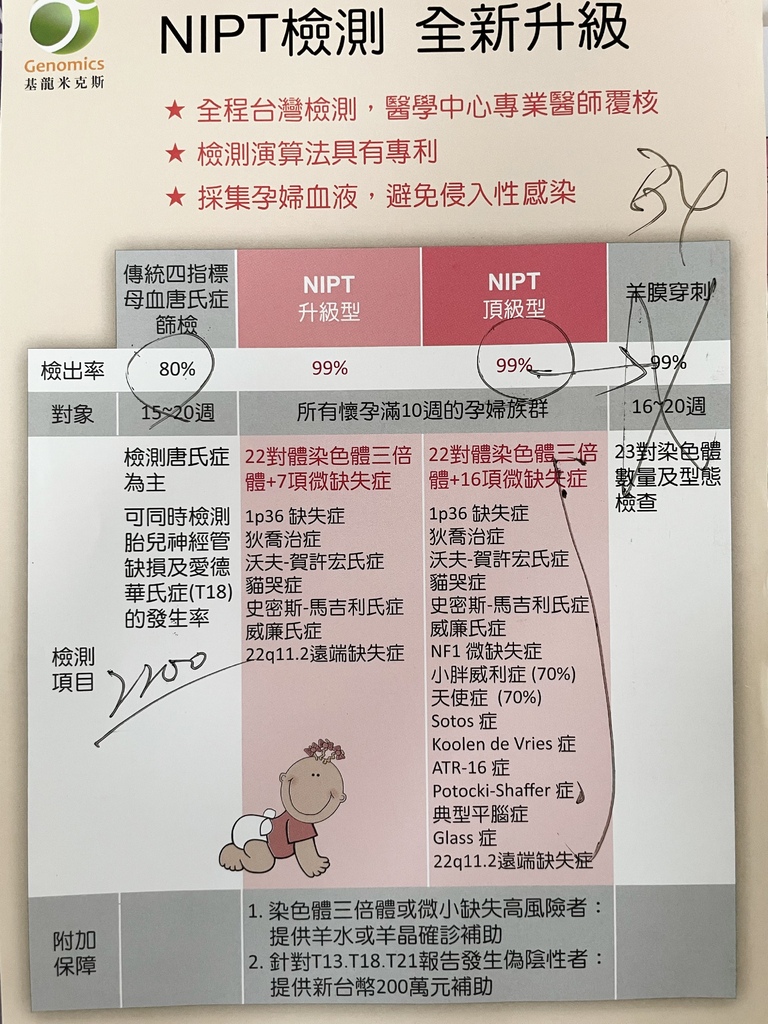 Genomics
基龍米克斯
NIPT檢測 全新升級
★ 全程台灣檢測，醫學中心專業醫師覆核
★ 檢測演算法具有專利
★ 採集孕婦血液，避免侵入性感染
傳統四指標
母血唐氏症
篩檢
NIPT
升級型
NIPT
頂級型
羊膜穿刺
檢出率
80%
99%
99%
99%
對象
15~20週
所有懷孕滿10週的孕婦族群
16~20週
檢測
項目
檢測唐氏症
為主
可同時檢測
胎兒神經管
缺損及愛德
華氏症(T18)
的發生率
2200
22對體染色體三倍
體+7項微缺失症
1p36 缺失症
狄喬治症
沃夫-賀許宏氏症
貓哭症
史密斯-馬吉利氏症
威廉氏症
22q11.2遠端缺失症
22對體染色體三倍
體+16項微缺失症
1p36 缺失症
狄喬治症
沃夫-賀許宏氏症
貓哭症
史密斯-馬吉利氏症
威廉氏症
NF1 微缺失症
小胖威利症 (70%)
天使症 (70%)
Sotos 症
Koolen de Vries 症
ATR-16 症
Potocki-Shaffer 症
典型平腦症
Glass 症
22q11.2遠端缺失症
23對染色體
數量及型態
檢查
附加
保障
1. 染色體三倍體或微小缺失高風險者：
提供羊水或羊晶確診補助
2. 針對T13.T18.T21報告發生偽陰性者：
提供新台幣200萬元補助